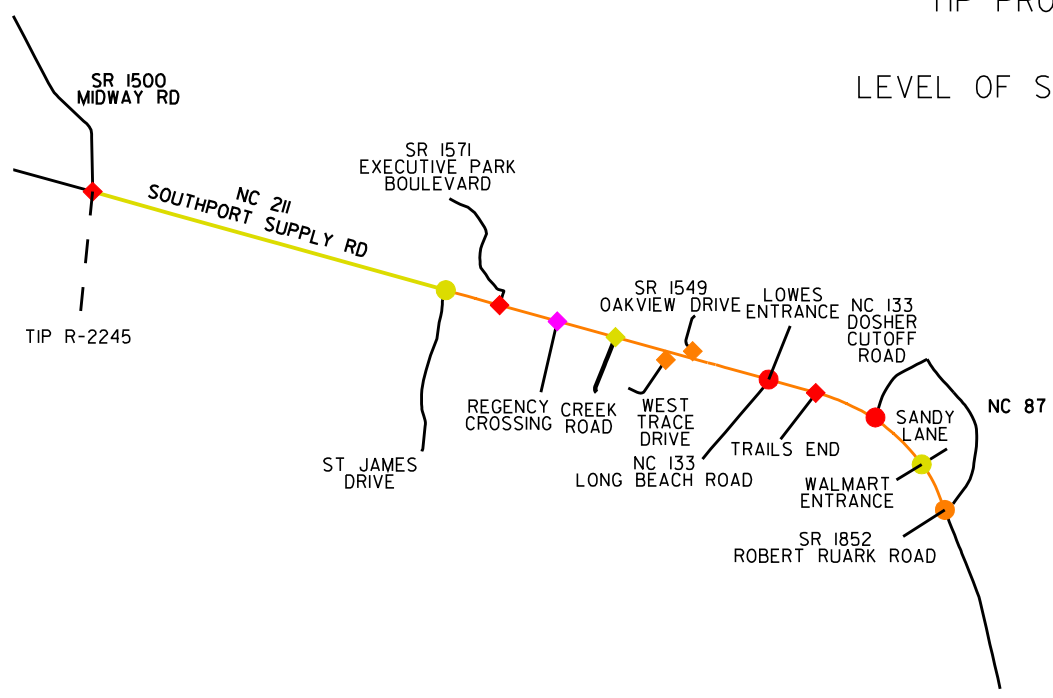 TIP PRO
LEVEL OF S
SR 1500
MIDWAY RD
SR 1571
EXECUTIVE PARK
BOULEVARD
NC 211
SOUTHPORT SUPPLY RD
TIP R-2245
SR 1549
OAKVIEW DRIVE
LOWES
ENTRANCE
NC 133
DOSHER
CUTOFF
ROAD
NC 87
REGENCY
CROSSING
CREEK
ROAD
WEST
TRACE
DRIVE
SANDY
LANE
TRAILS END
NC 133
LONG BEACH ROAD
ST JAMES
DRIVE
WALMART
ENTRANCE
SR 1852
ROBERT RUARK ROAD